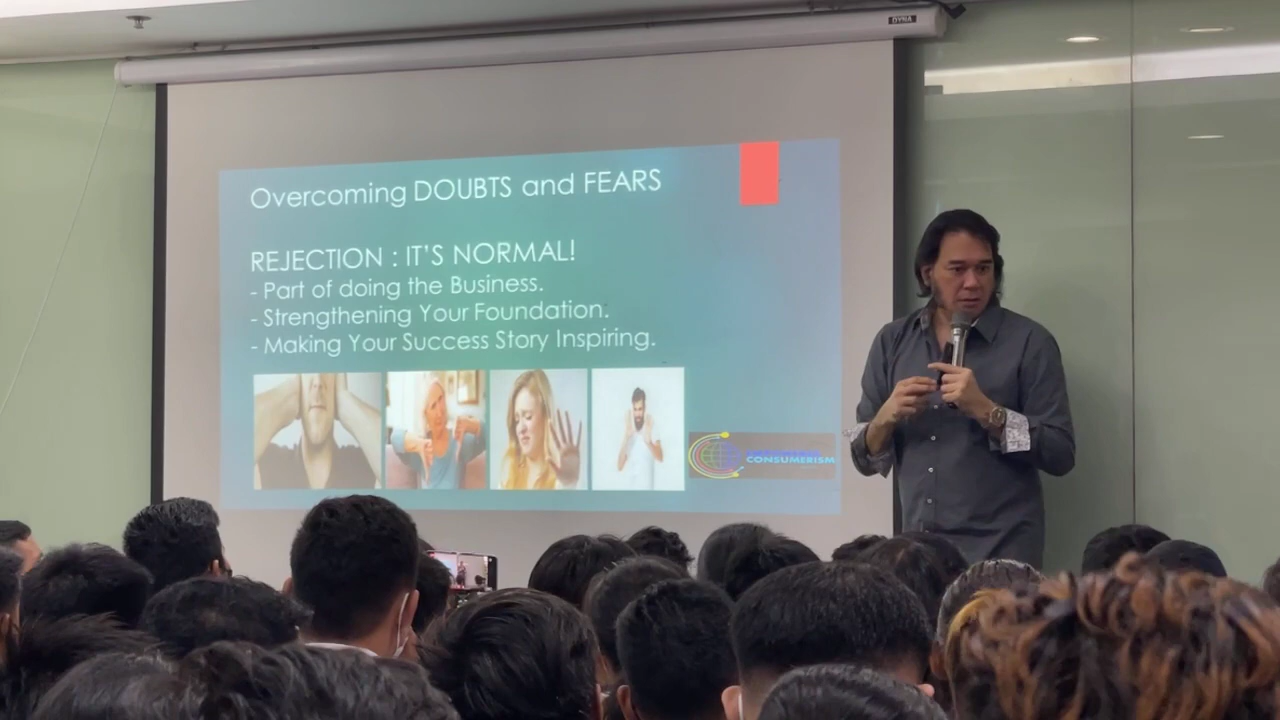 DYNA
Overcoming DOUBTS and FEARS
REJECTION : IT'S NORMAL!
- Part of doing the Business.
- Strengthening Your Foundation.
- Making Your Success Story Inspiring.
CONSUMERISM